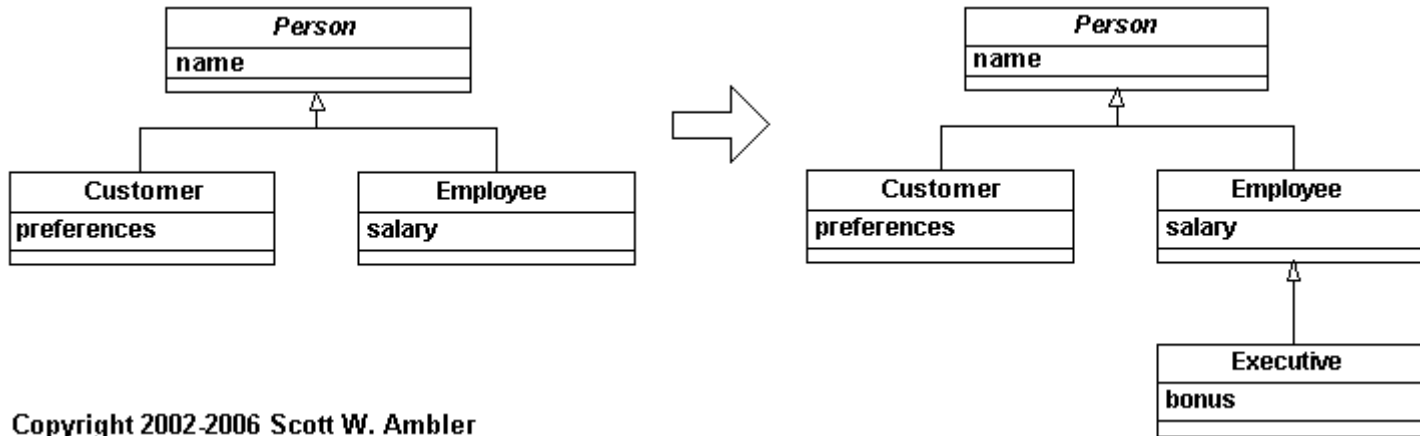 Person
name
Customer
preferences
Employee
salary
Person
name
Customer
preferences
Employee
salary
Executive
bonus
Copyright 2002-2006 Scott W. Ambler